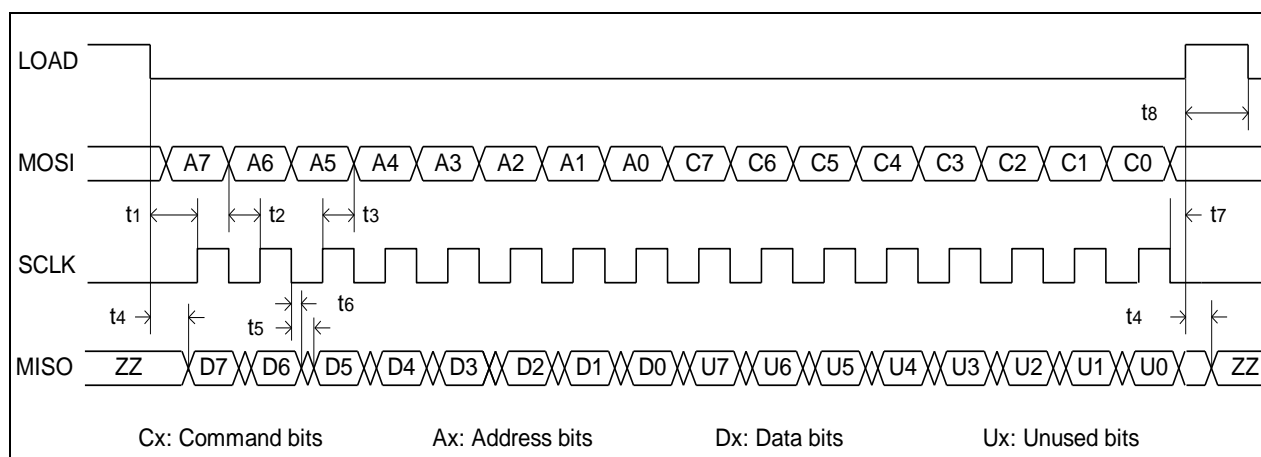 LOAD
t8
MOSI A7 A6 A5 A4 A3 A2 A1 A0 C7 C6 C5 C4 C3 C2 C1 C0
t1 t2 t3 t7
SCLK
t4 t5 t6 t4
MISO ZZ D7 D6 D5 D4 D3 D2 D1 D0 U7 U6 U5 U4 U3 U2 U1 U0 ZZ
Cx: Command bits Ax: Address bits Dx: Data bits Ux: Unused bits